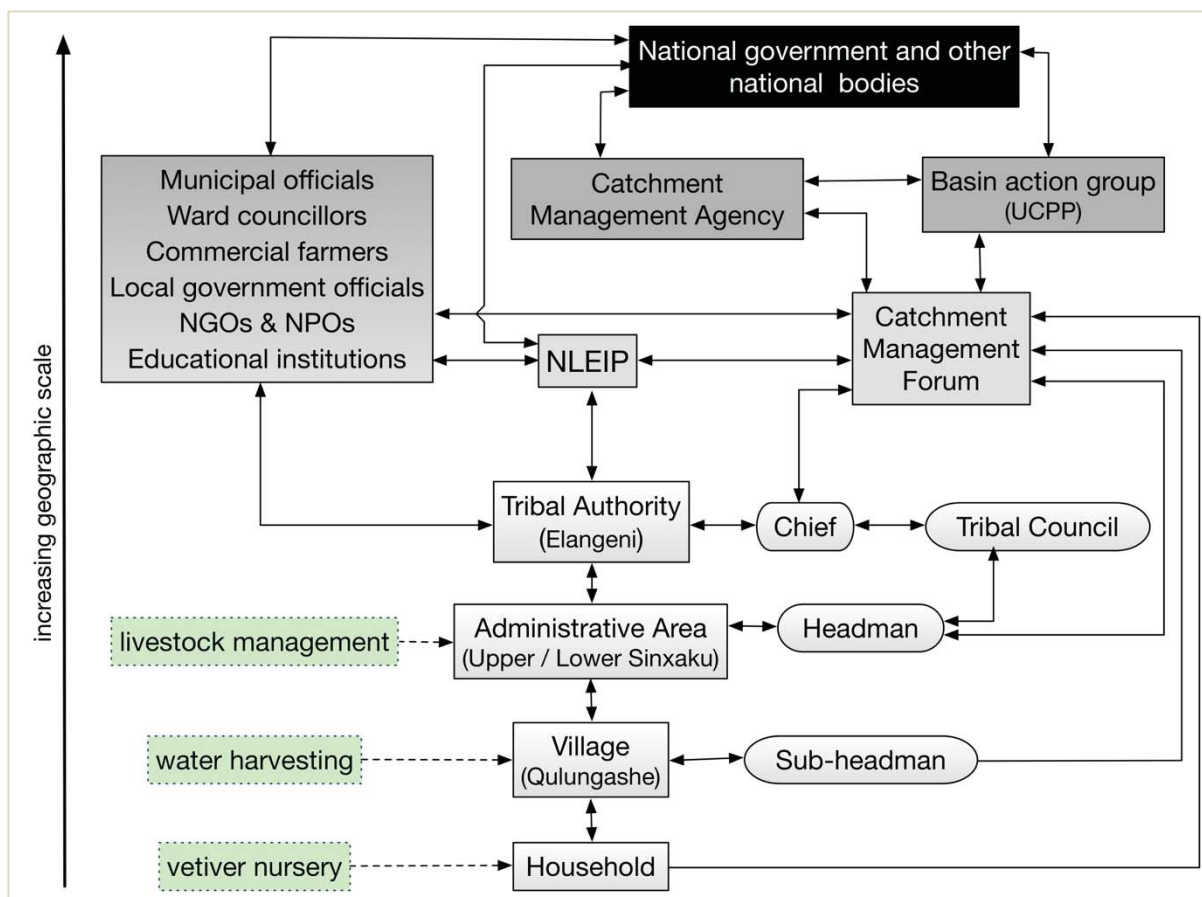 National government and other
national bodies
Municipal officials
Ward councillors
Commercial farmers
Local government officials
NGOs & NPOs
Educational institutions
Catchment
Management Agency
Basin action group
(UCPP)
NLEIP
Catchment
Management
Forum
increasing geographic scale
Tribal Authority
(Elangeni)
Chief
Tribal Council
livestock management
Administrative Area
(Upper / Lower Sinxaku)
Headman
water harvesting
Village
(Qulungashe)
Sub-headman
vetiver nursery
Household